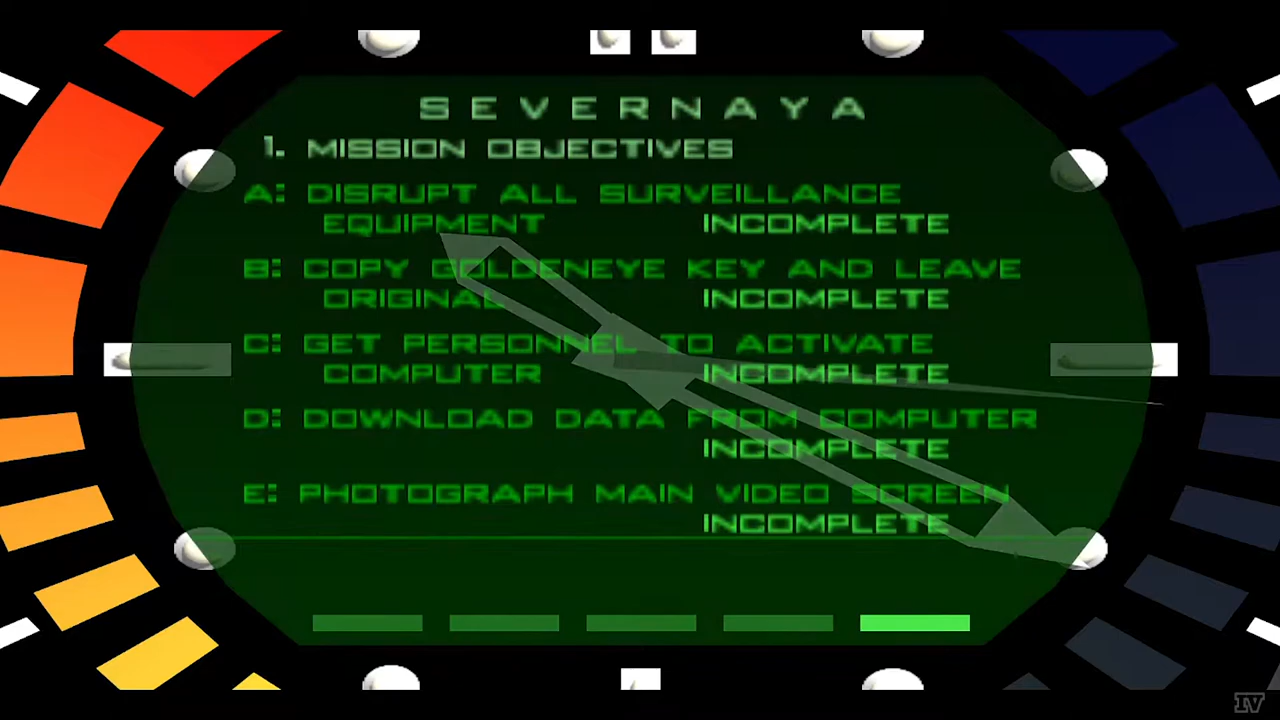 SEVERNAYA
1. MISSION OBJECTIVES
A: DISRUPT ALL SURVEILLANCE
EQUIPMENT INCOMPLETE
B: COPY GOLDENEYE KEY AND LEAVE
ORIGINAL INCOMPLETE
C: GET PERSONNEL TO ACTIVATE
COMPUTER INCOMPLETE
D: DOWNLOAD DATA FROM COMPUTER
INCOMPLETE
E: PHOTOGRAPH MAIN VIDEO SCREEN
INCOMPLETE
IV